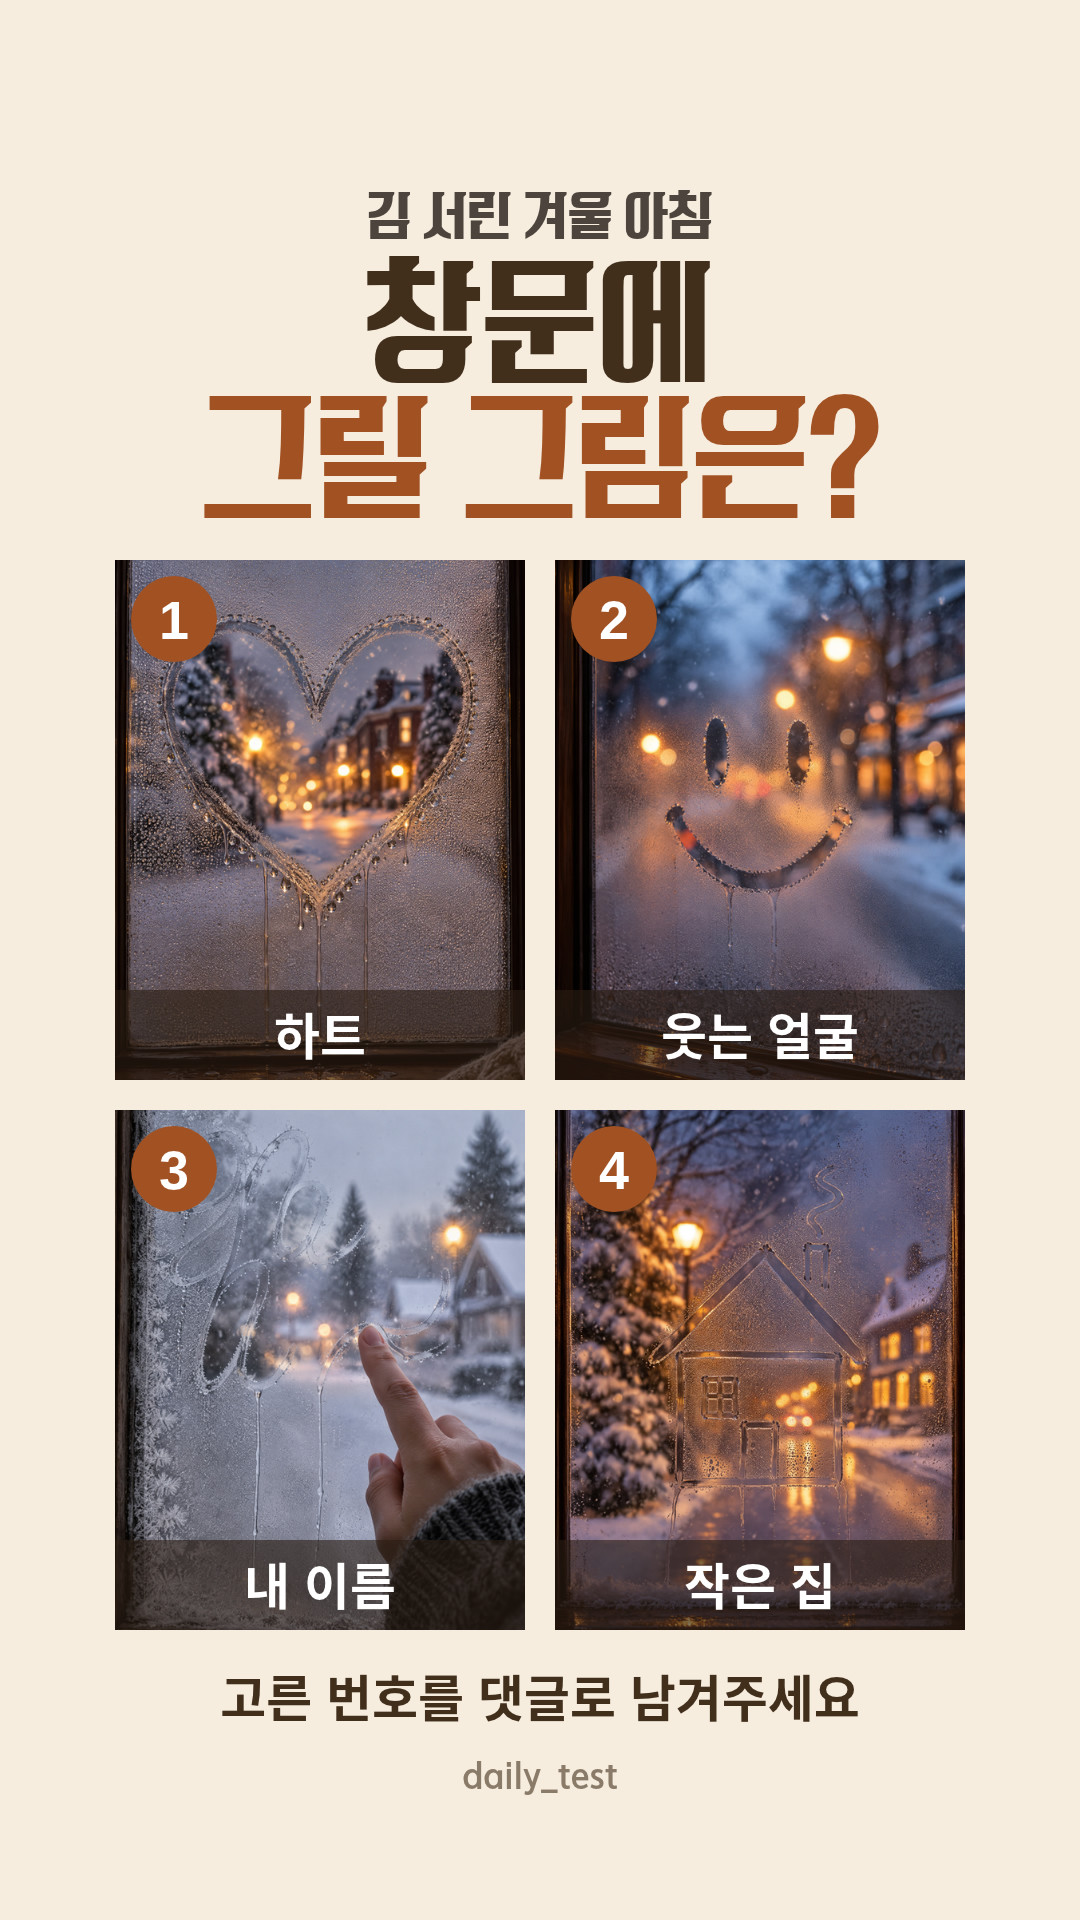 김 서린 겨울 아침
창문에
그릴 그림은?
1
2
하트
웃는 얼굴
3
4
내 이름
작은 집
고른 번호를 댓글로 남겨주세요
daily_test